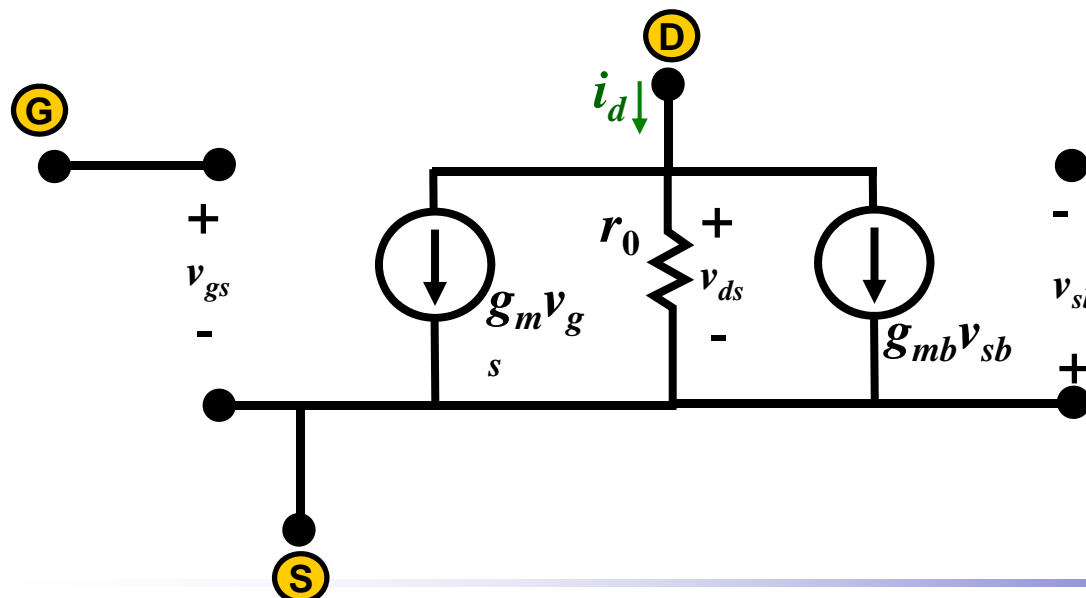 D
i_d
G
+
v_gs
-
g_m v_g
s
r_0
+
v_ds
-
g_mb v_sb
-
+
S